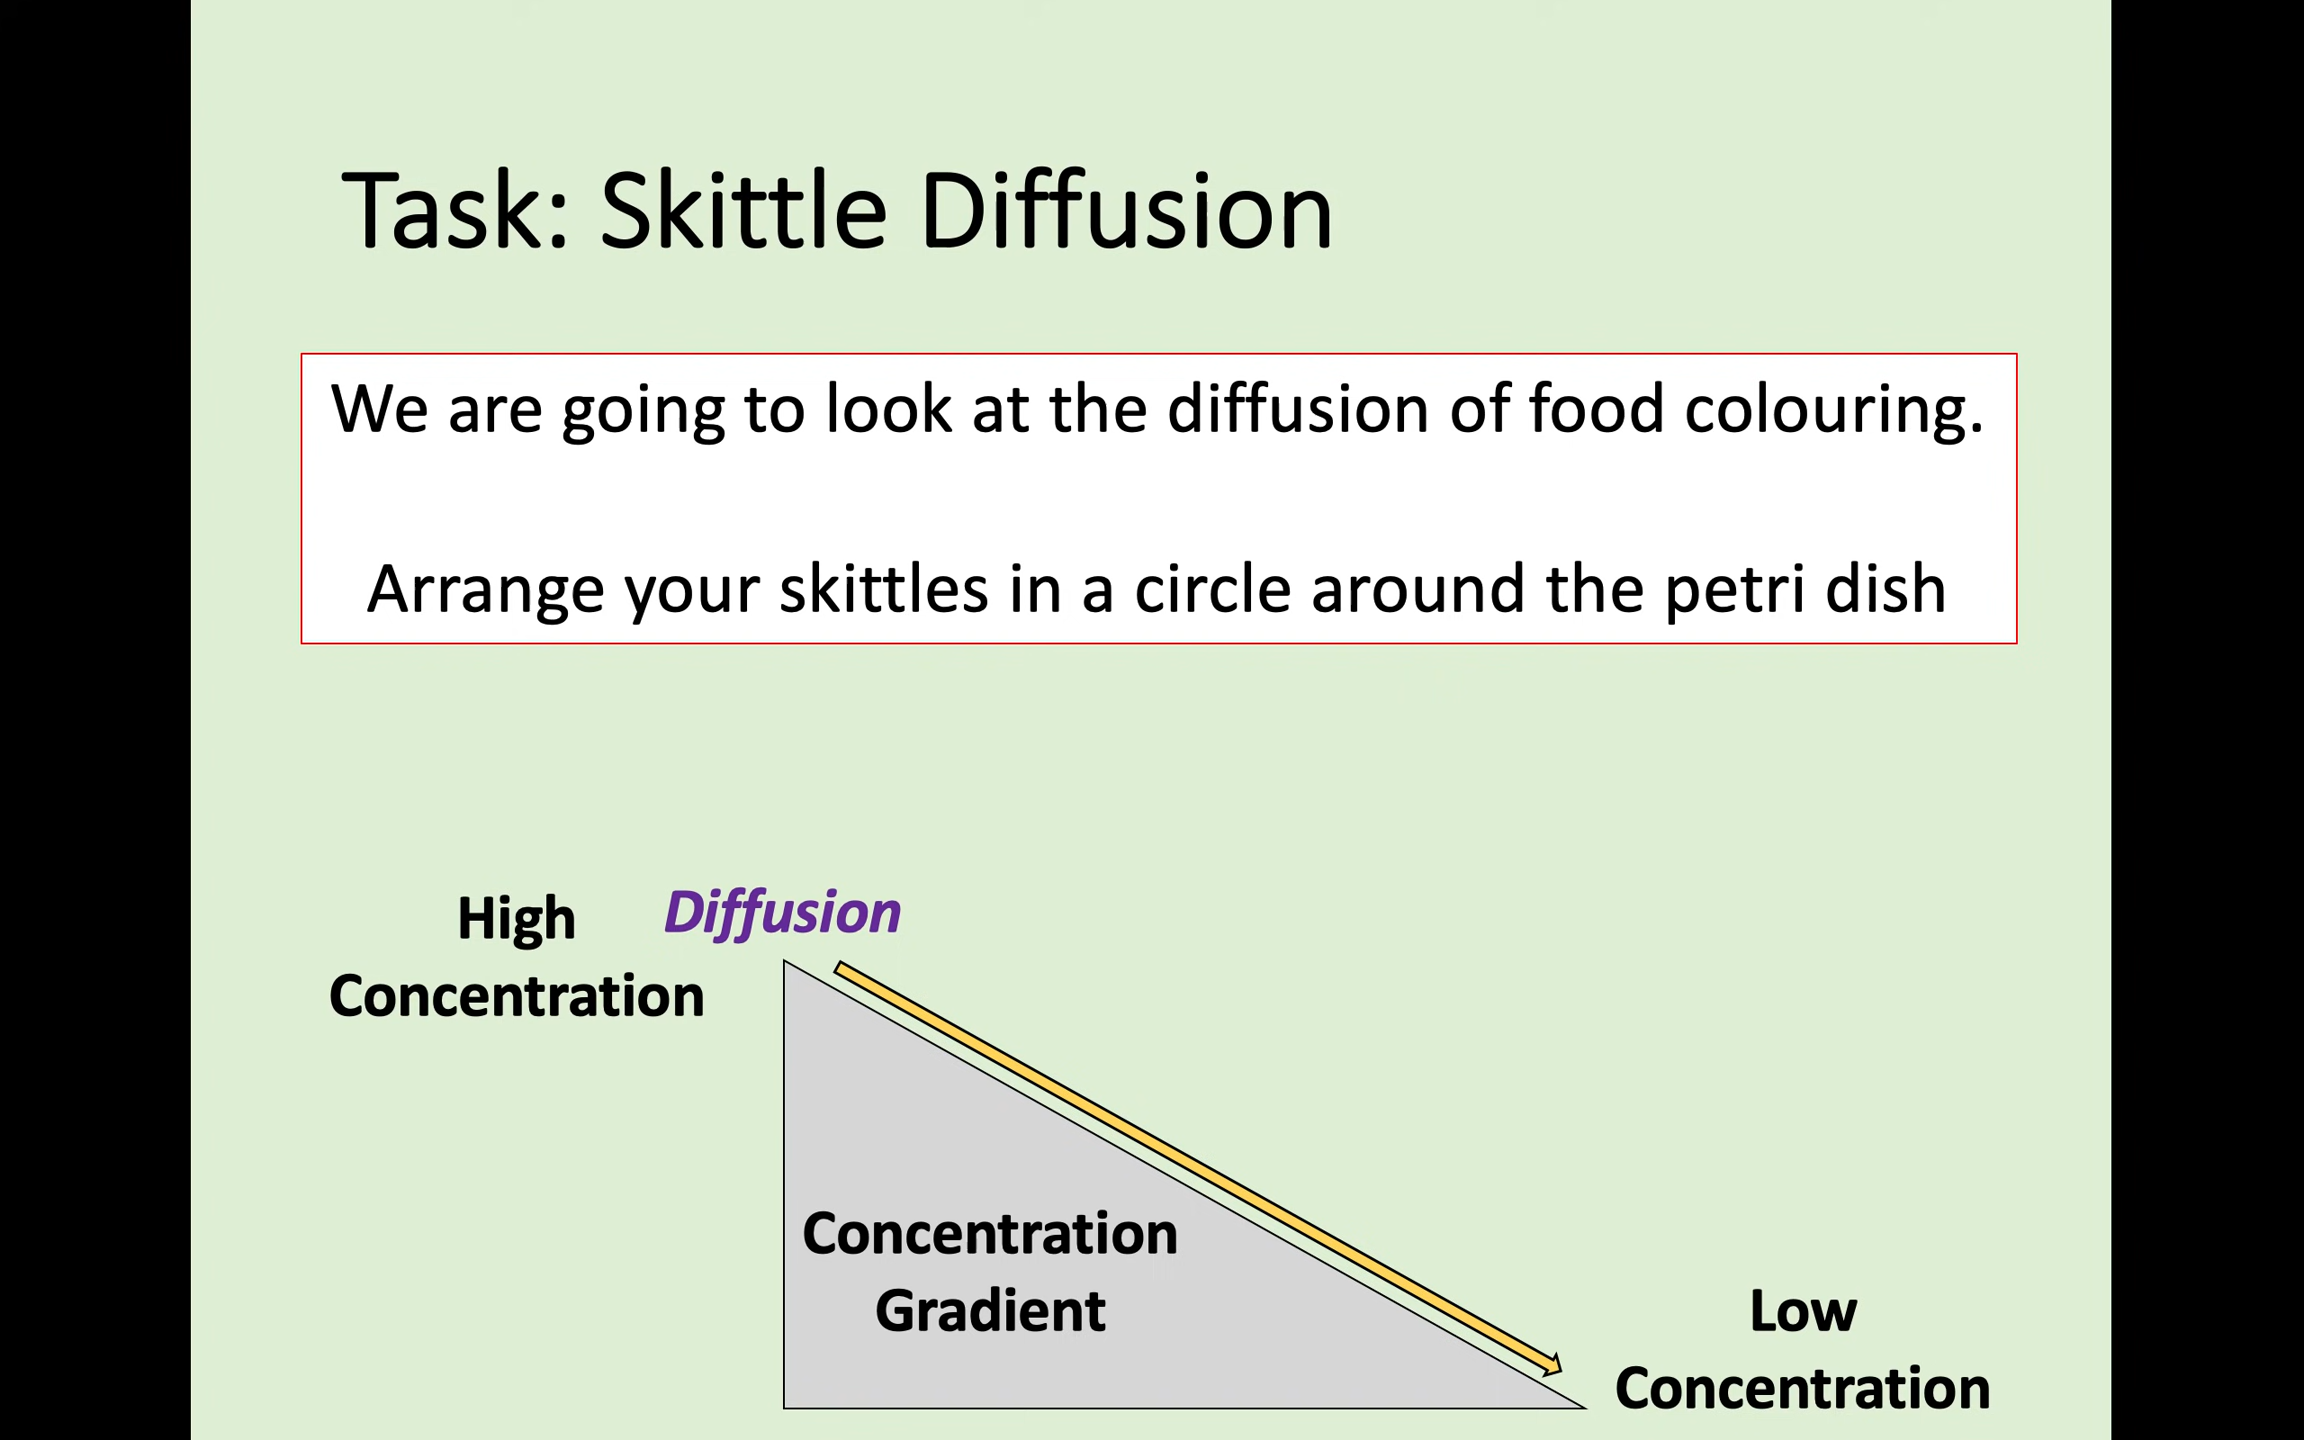 Task: Skittle Diffusion
We are going to look at the diffusion of food colouring.
Arrange your skittles in a circle around the petri dish
High
Concentration
Diffusion
Concentration
Gradient
Low
Concentration